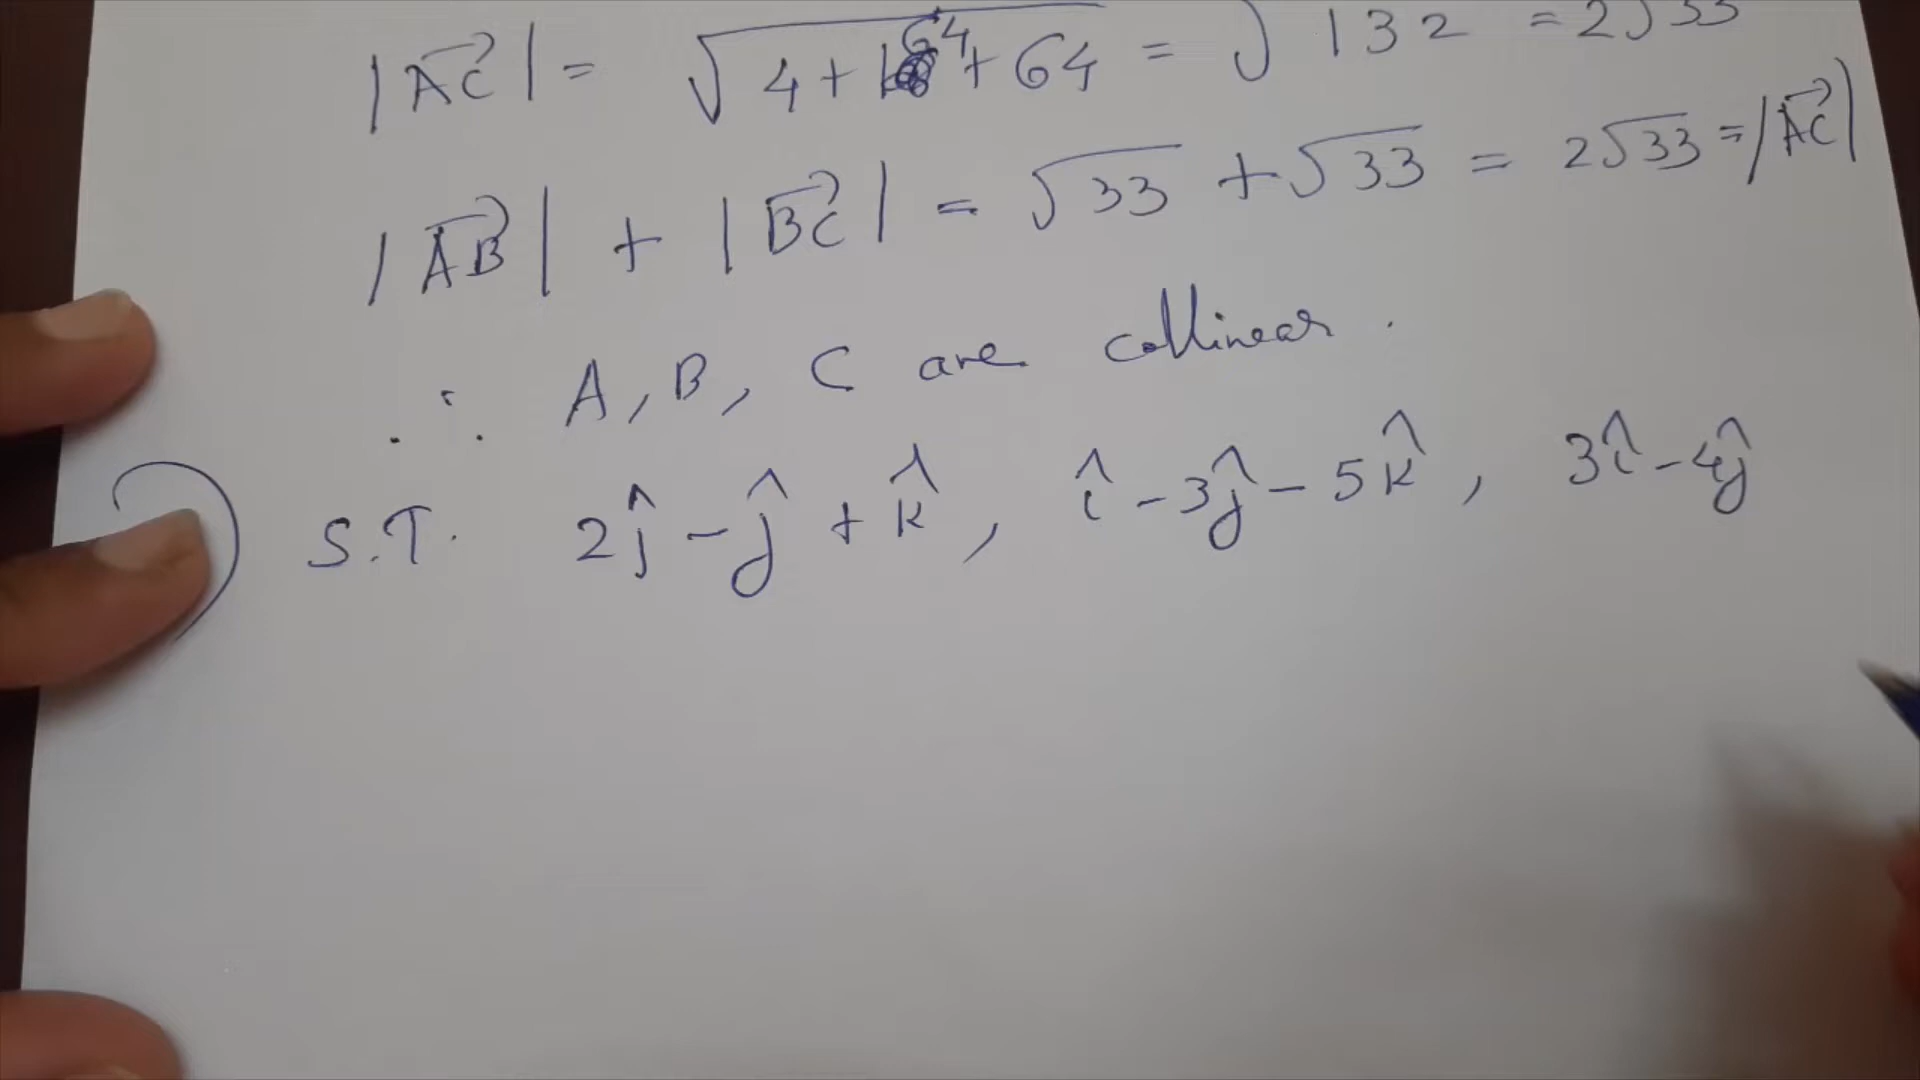 |AC⃗| = √(4 + 64 + 64) = √132 = 2√33
|AB⃗| + |BC⃗| = √33 + √33 = 2√33 = |AC⃗|
∴ A, B, C are collinear.
S.T. 2ĵ - ĵ + k̂, î - 3ĵ - 5k̂, 3î - 4ĵ